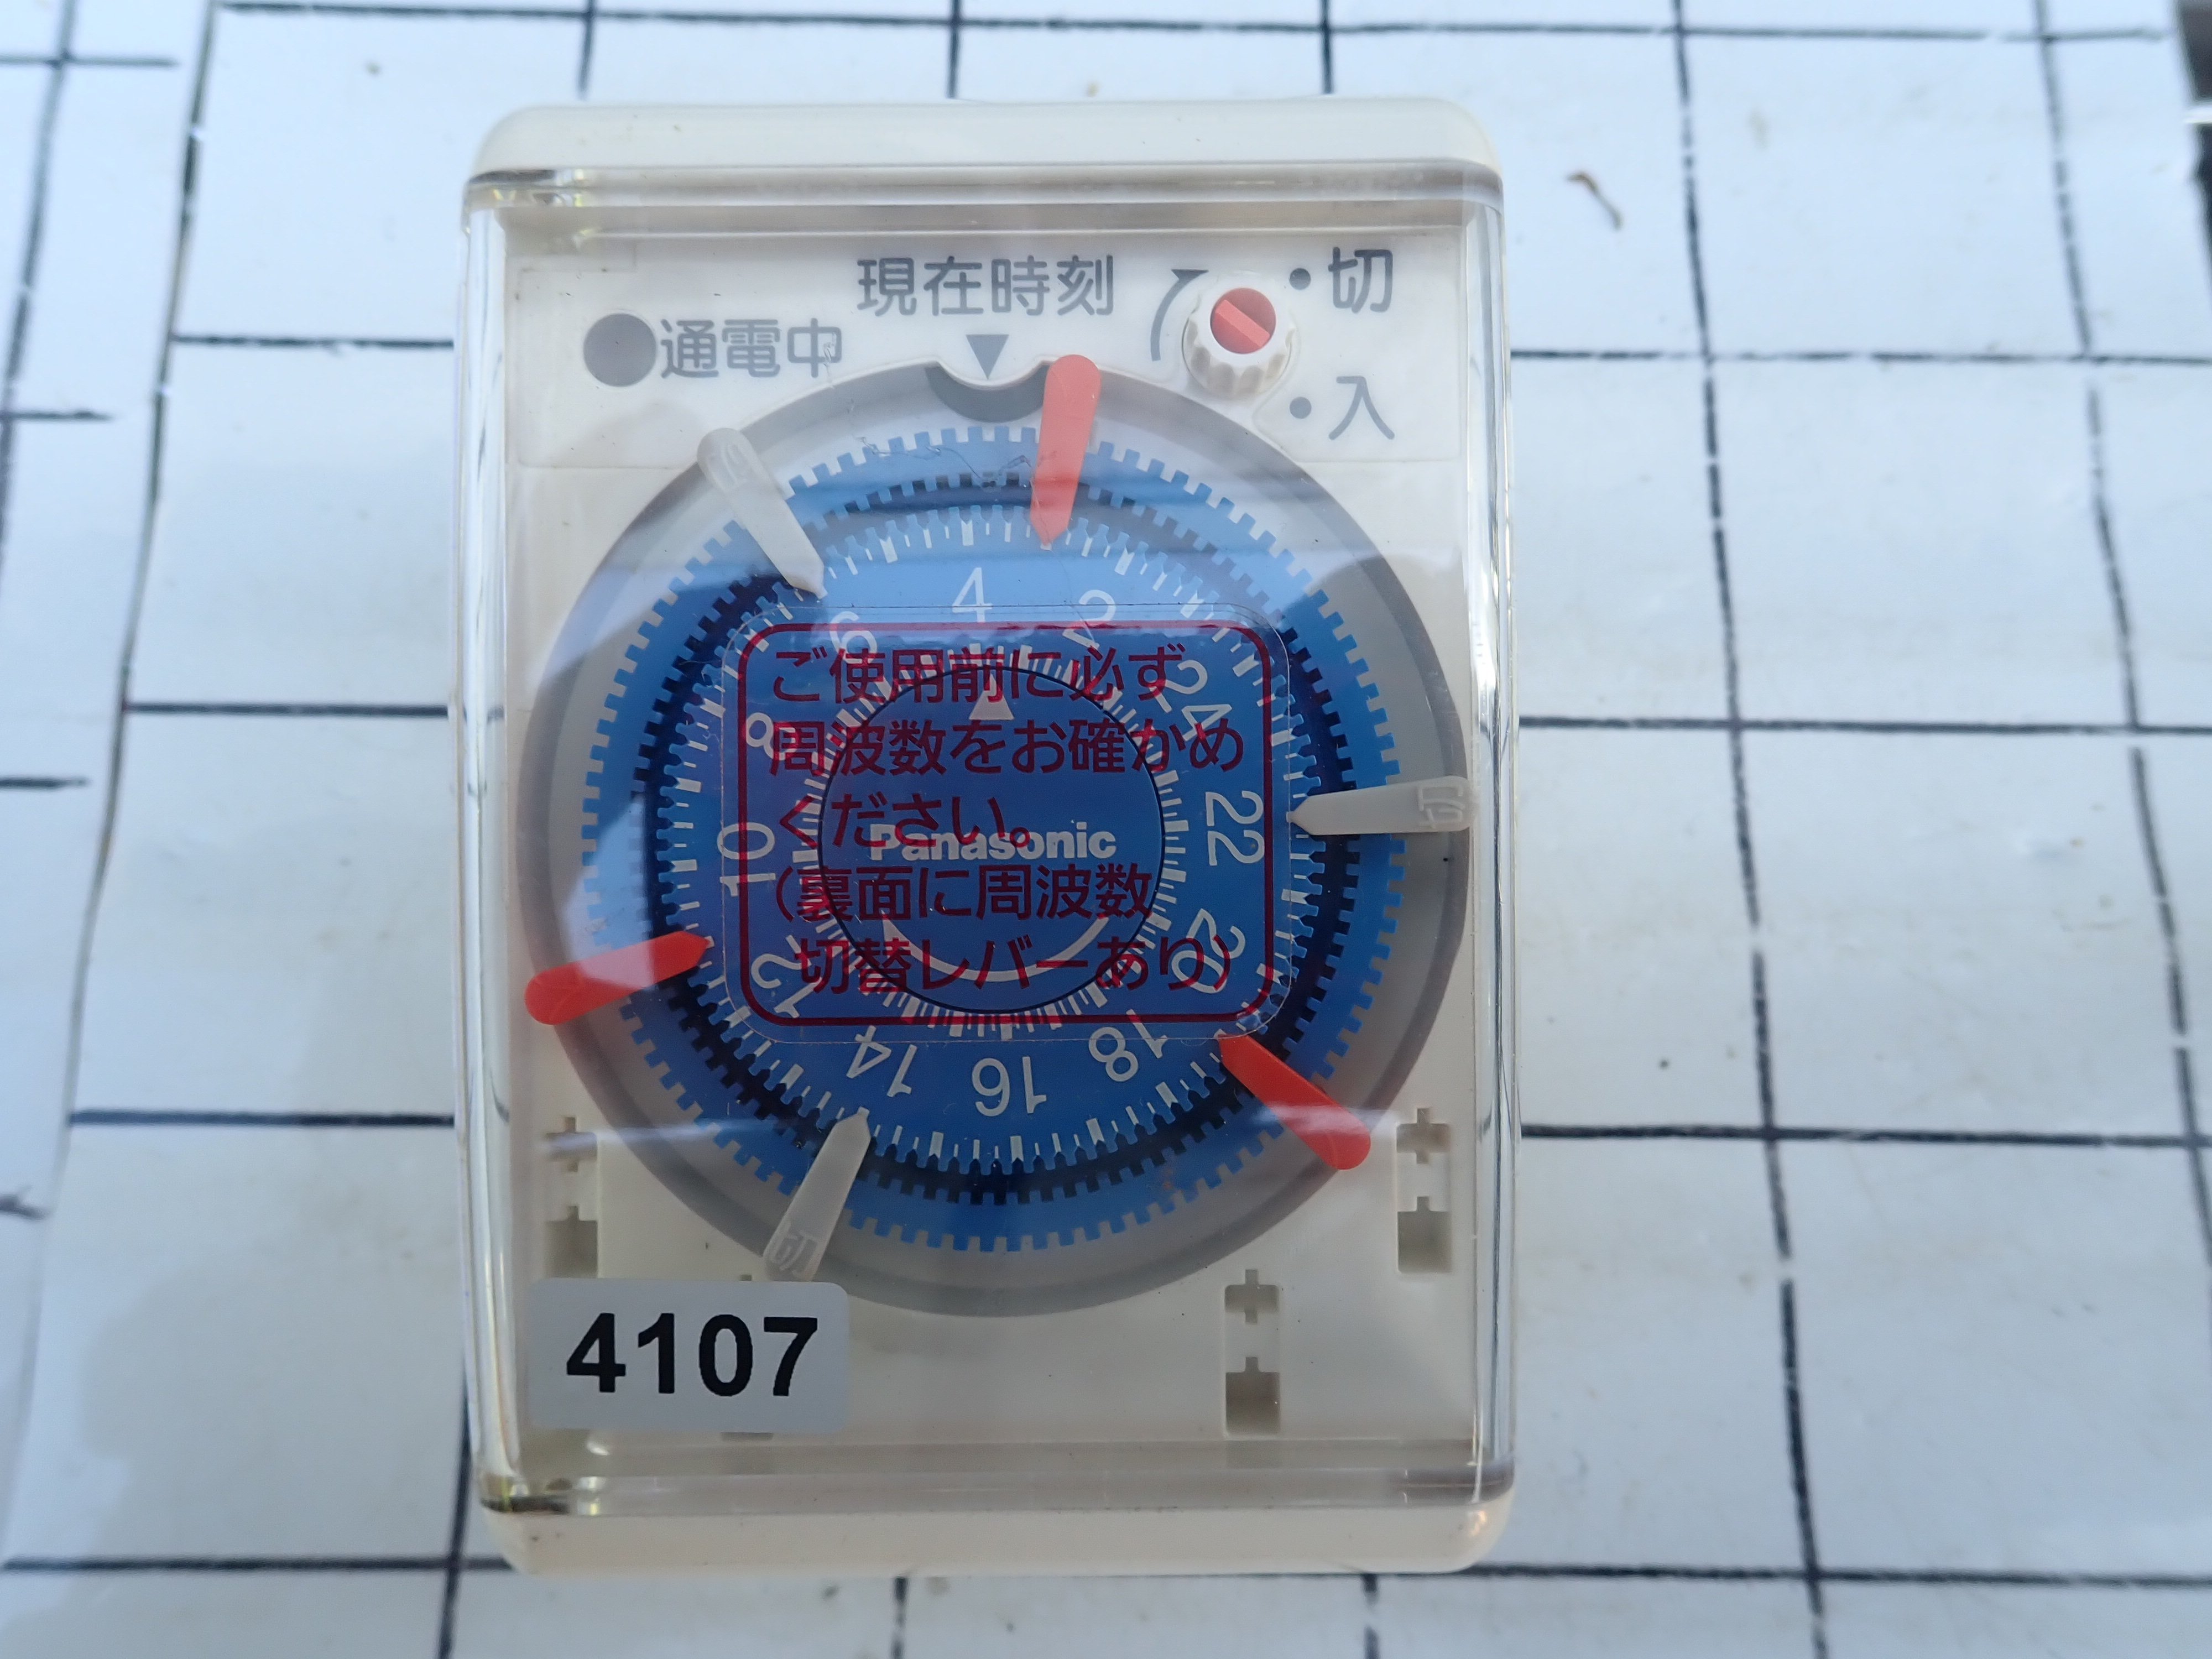 現在時刻
・切
通電中
・入
4
2
6
24
8
22
10
20
12
18
14
16
ご使用前に必ず
周波数をお確かめ
ください。
Panasonic
(裏面に周波数
切替レバーあり)
切
切
4107